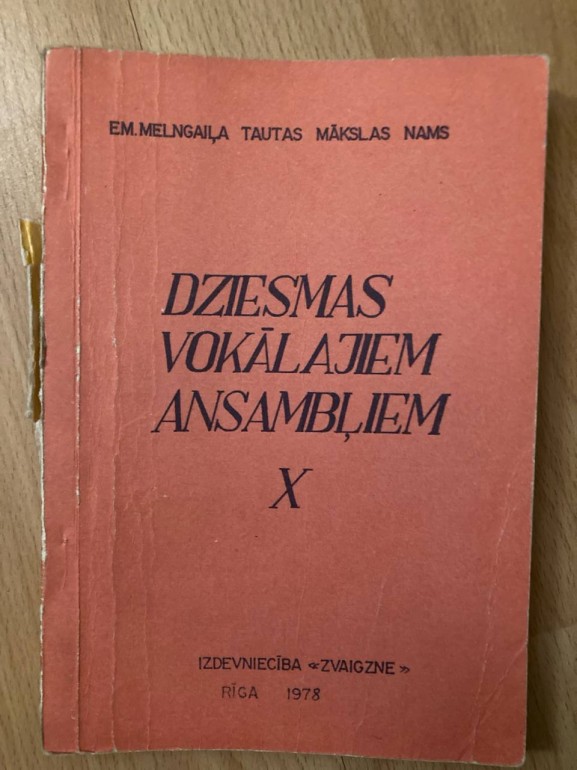 EM.MELNGAIĻA TAUTAS MĀKSLAS NAMS
DZIESMAS
VOKĀLAJIEM
ANSAMBĻIEM
X
IZDEVNIECĪBA «ZVAIGZNE»
RĪGA 1978